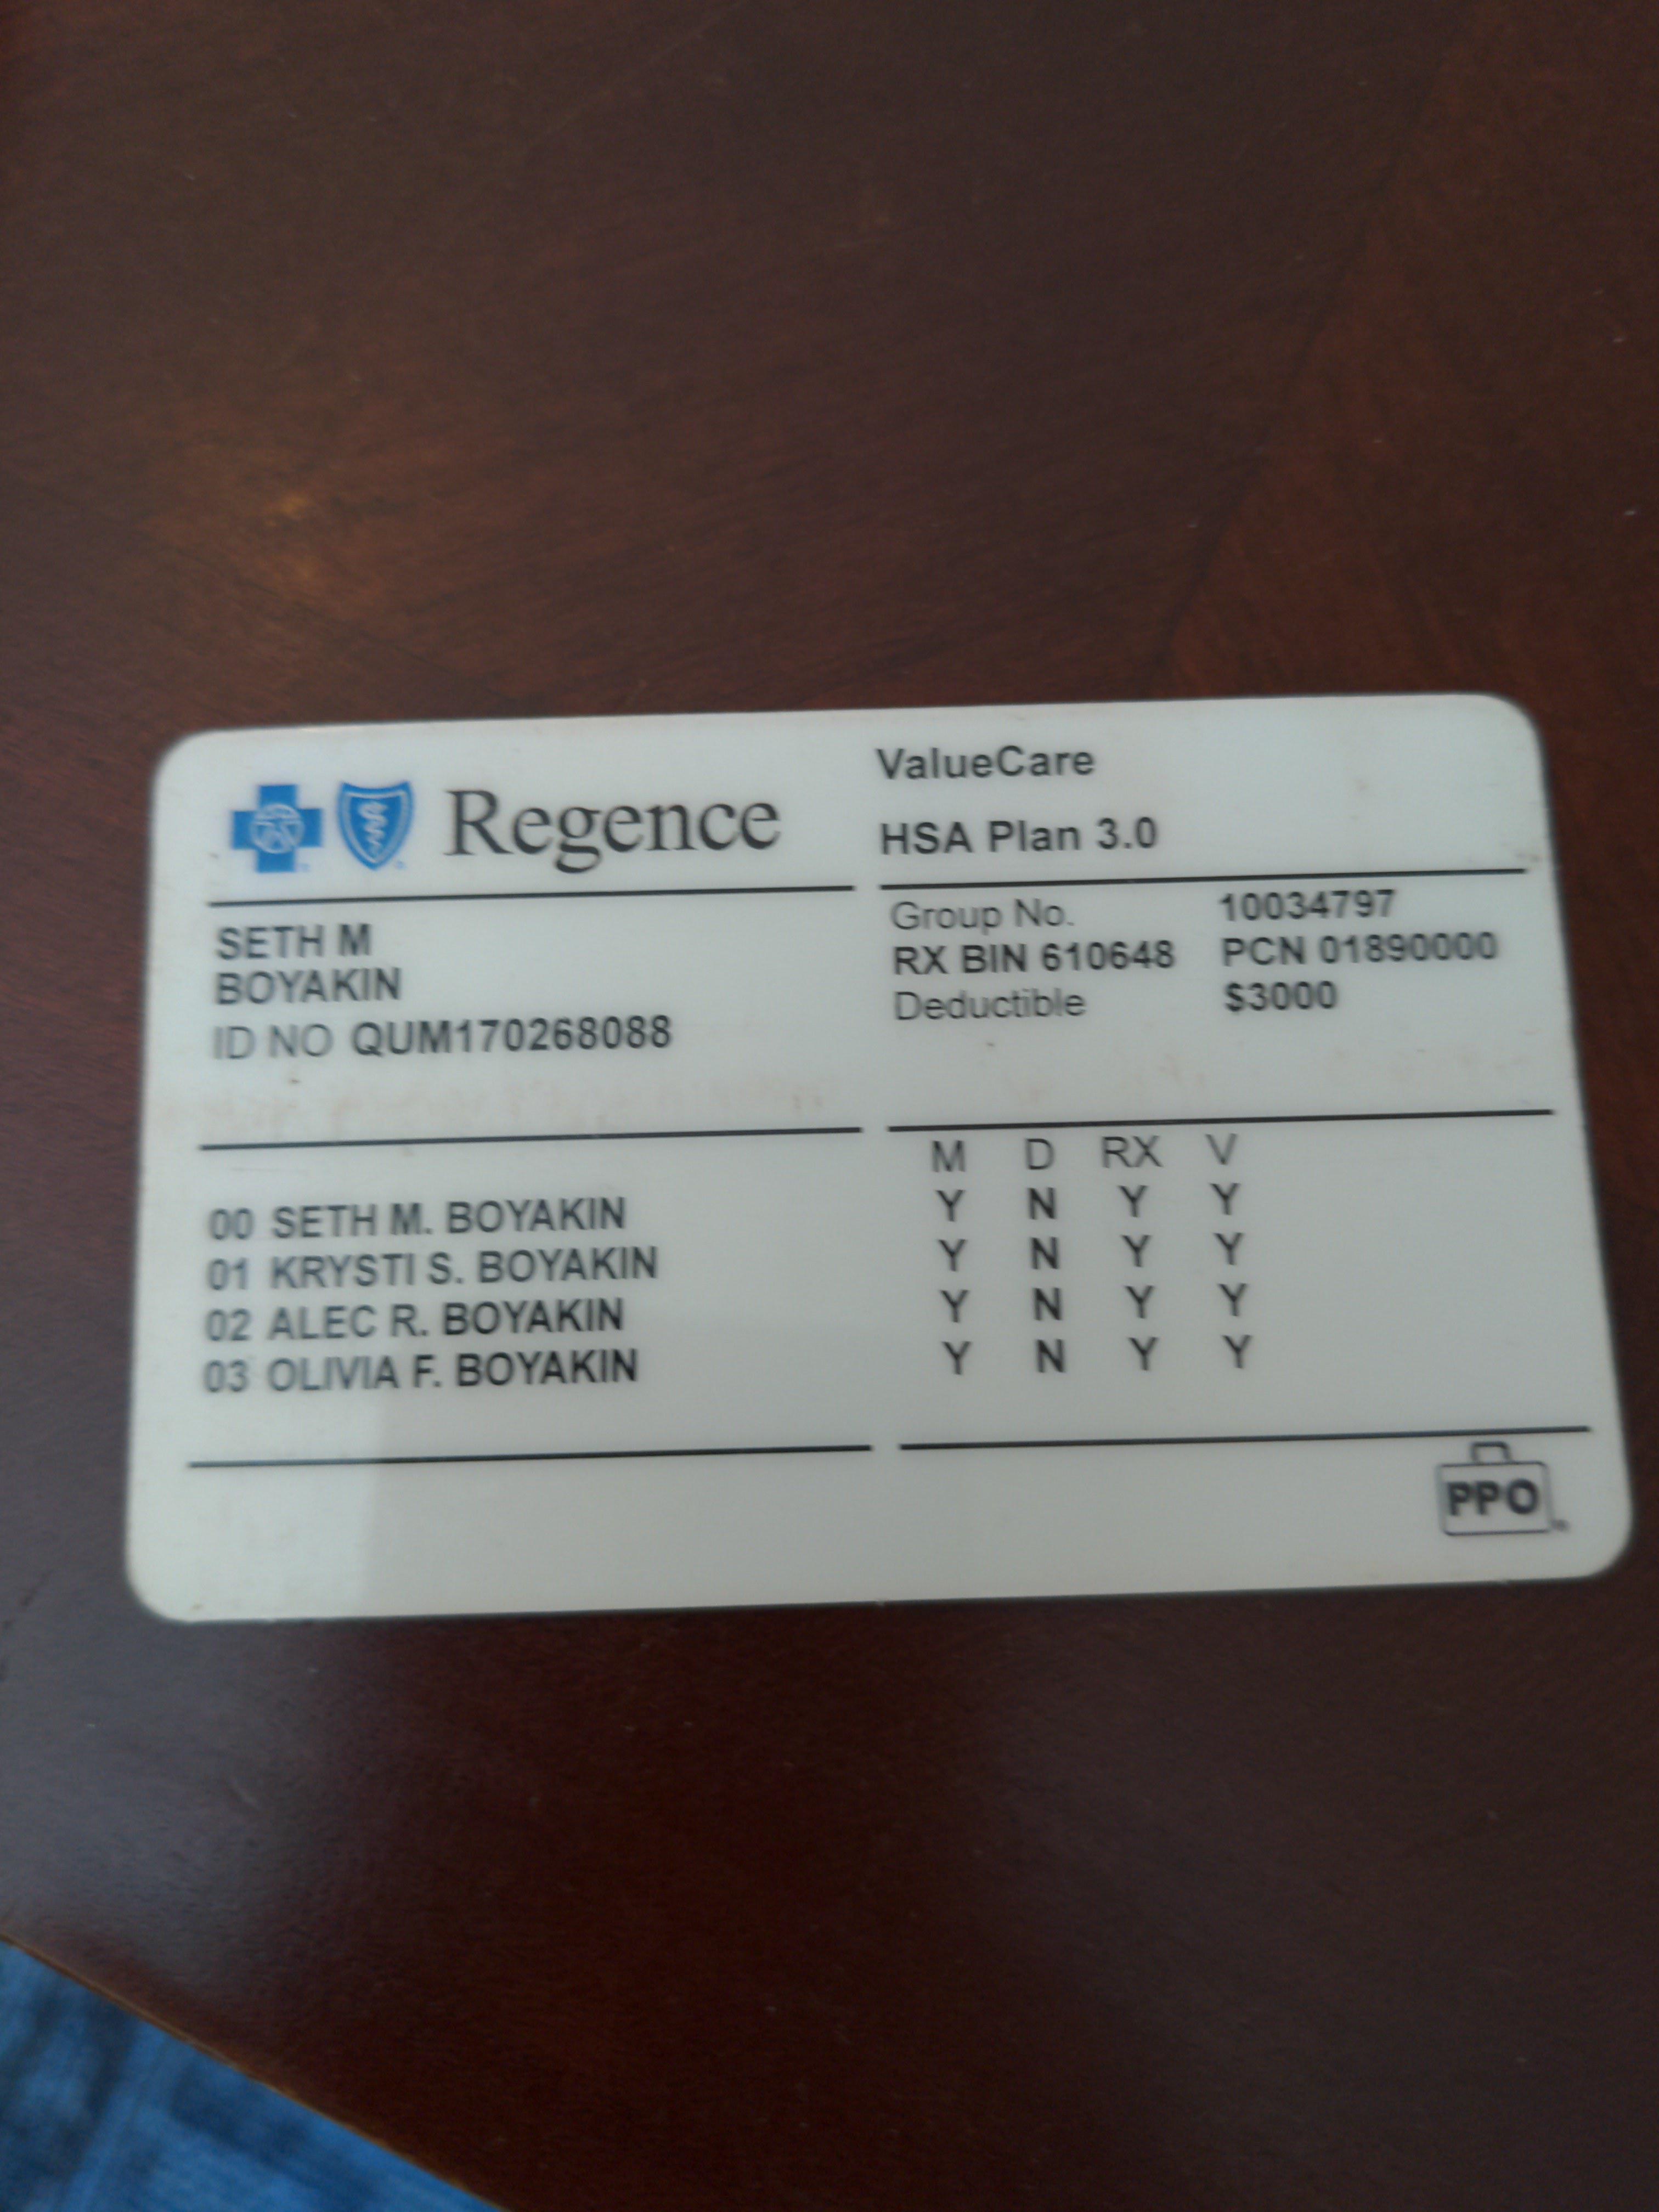 Regence
ValueCare
HSA Plan 3.0
SETH M
BOYAKIN
ID NO QUM170268088
Group No. 10034797
RX BIN 610648 PCN 01890000
Deductible $3000
M D RX V
00 SETH M. BOYAKIN Y N Y Y
01 KRYSTI S. BOYAKIN Y N Y Y
02 ALEC R. BOYAKIN Y N Y Y
03 OLIVIA F. BOYAKIN Y N Y Y
PPO